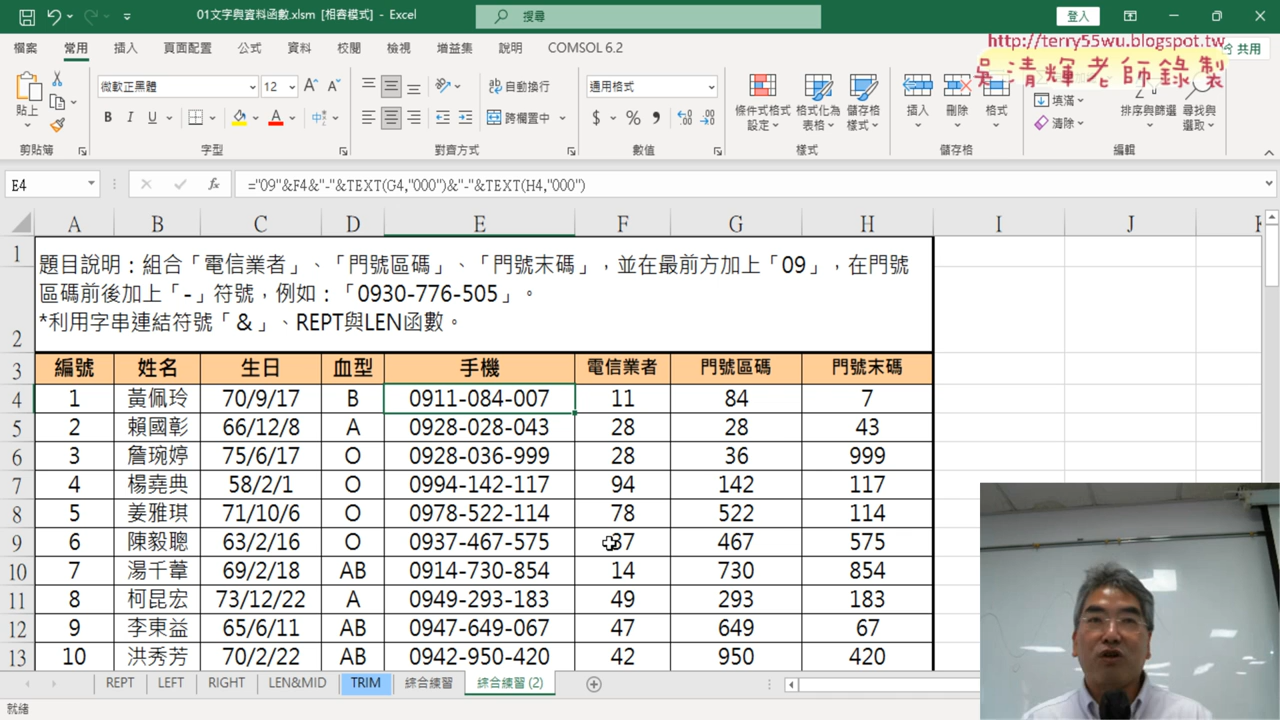 01文字與資料函數.xlsm [相容模式] - Excel
搜尋
登入
檔案 常用 插入 頁面配置 公式 資料 校閱 檢視 增益集 說明 COMSOL 6.2
共用
http://terry55wu.blogspot.tw
吳清輝老師錄製
貼上
微軟正黑體 12
自動換行
跨欄置中
通用格式
條件式格式設定 格式化為表格 儲存格樣式
插入 刪除 格式
填滿
清除
排序與篩選 尋找與選取
剪貼簿 字型 對齊方式 數值 樣式 儲存格 編輯
E4
="09"&F4&"-"&TEXT(G4,"000")&"-"&TEXT(H4,"000")
A B C D E F G H I J K
1 題目說明：組合「電信業者」、「門號區碼」、「門號末碼」，並在最前方加上「09」，在門號
區碼前後加上「-」符號，例如：「0930-776-505」。
2 *利用字串連結符號「&」、REPT與LEN函數。
3 編號 姓名 生日 血型 手機 電信業者 門號區碼 門號末碼
4 1 黃佩玲 70/9/17 B 0911-084-007 11 84 7
5 2 賴國彰 66/12/8 A 0928-028-043 28 28 43
6 3 詹琬婷 75/6/17 O 0928-036-999 28 36 999
7 4 楊堯典 58/2/1 O 0994-142-117 94 142 117
8 5 姜雅琪 71/10/6 O 0978-522-114 78 522 114
9 6 陳毅聰 63/2/16 O 0937-467-575 37 467 575
10 7 湯千葦 69/2/18 AB 0914-730-854 14 730 854
11 8 柯昆宏 73/12/22 A 0949-293-183 49 293 183
12 9 李東益 65/6/11 AB 0947-649-067 47 649 67
13 10 洪秀芳 70/2/22 AB 0942-950-420 42 950 420
REPT LEFT RIGHT LEN&MID TRIM 綜合練習 綜合練習 (2)
就緒